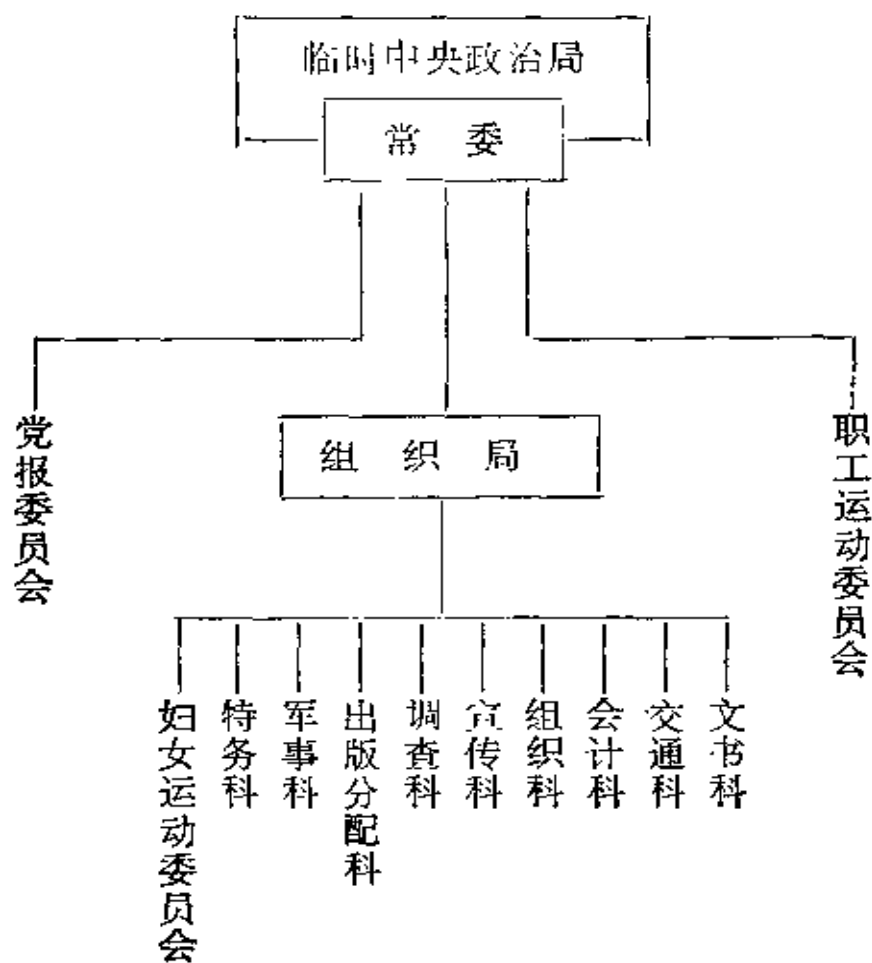 临时中央政治局
常委
组织局
党报委员会
职工运动委员会
妇女运动委员会
特务科
军事科
出版分配科
调查科
宣传科
组织科
会计科
交通科
文书科